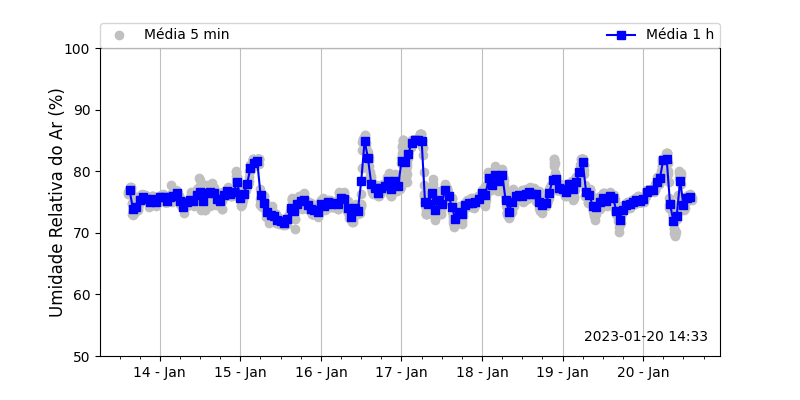 Média 5 min Média 1 h
100
90
80
70
60
50
Umidade Relativa do Ar (%)
2023-01-20 14:33
14 - Jan 15 - Jan 16 - Jan 17 - Jan 18 - Jan 19 - Jan 20 - Jan